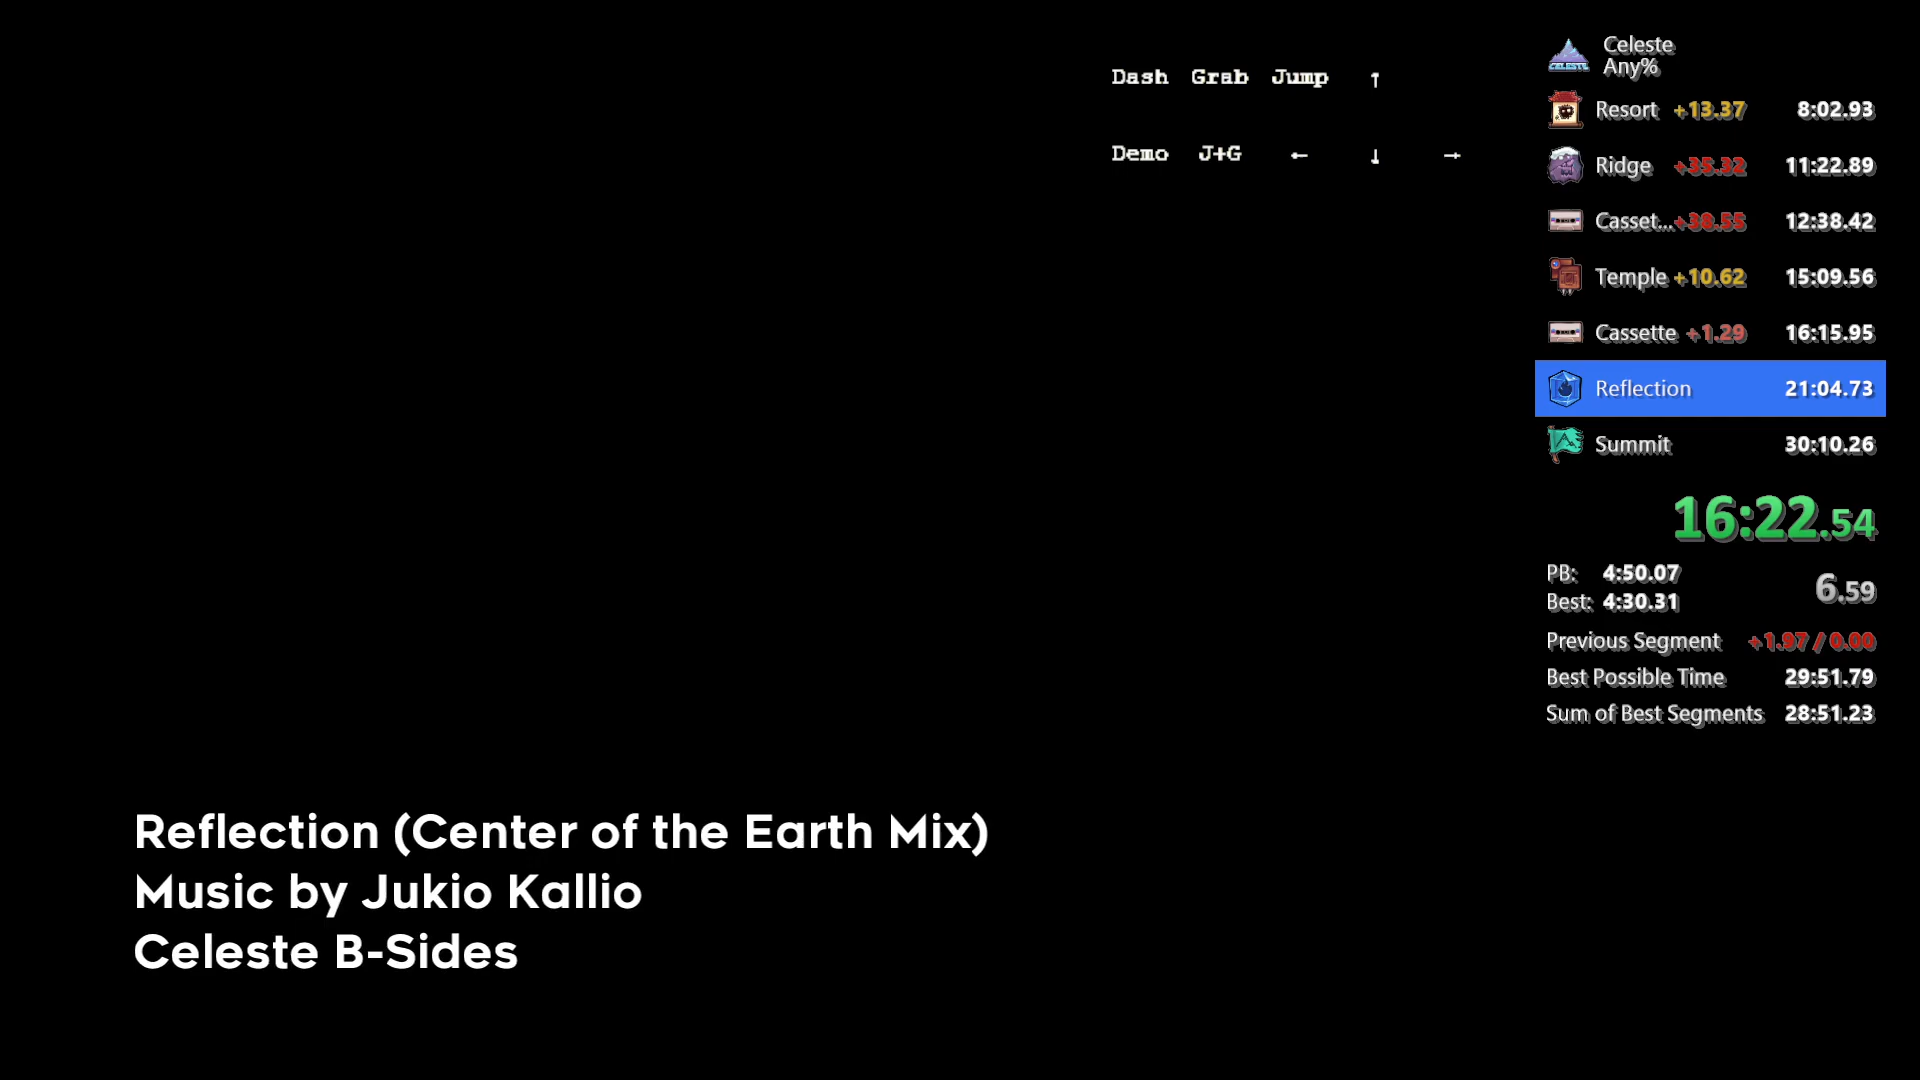 Dash Grab Jump ↑
Demo J+G ← ↓ →
Celeste
Any%
Resort +13.37 8:02.93
Ridge +35.32 11:22.89
Casset...+38.55 12:38.42
Temple +10.62 15:09.56
Cassette +1.29 16:15.95
Reflection 21:04.73
Summit 30:10.26
16:22.54
PB: 4:50.07
Best: 4:30.31
6.59
Previous Segment +1.97 / 0.00
Best Possible Time 29:51.79
Sum of Best Segments 28:51.23
Reflection (Center of the Earth Mix)
Music by Jukio Kallio
Celeste B-Sides